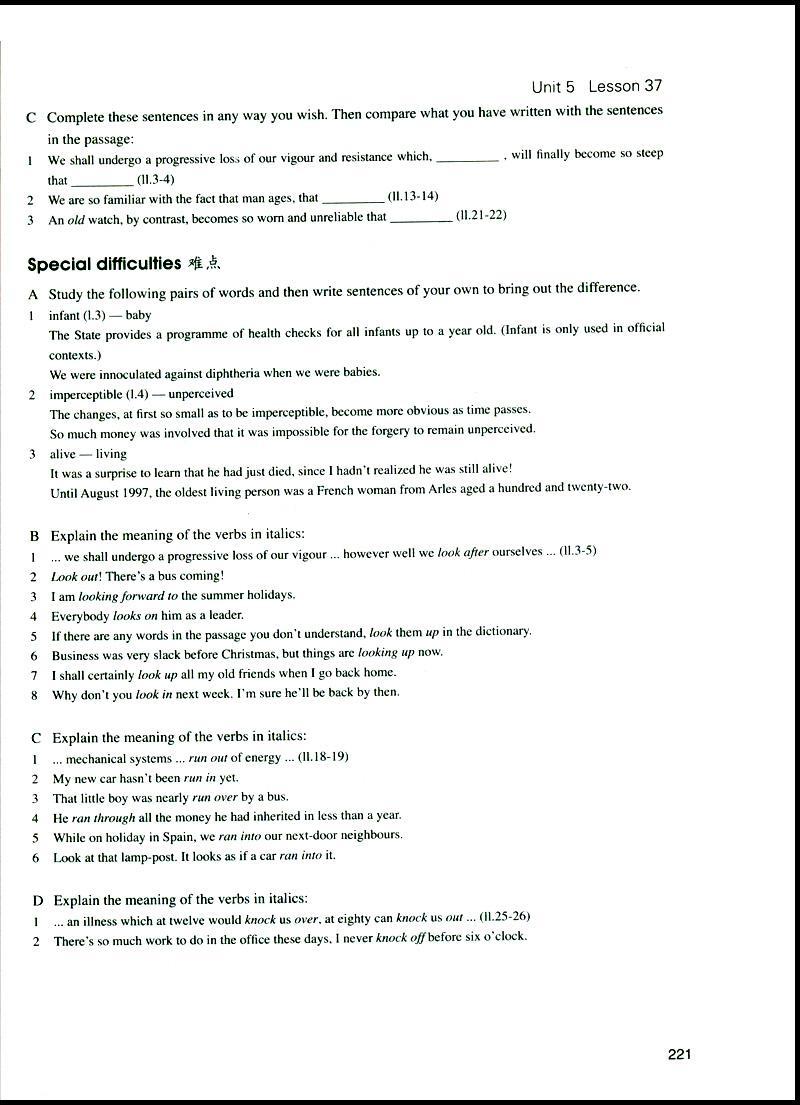 Unit 5 Lesson 37
C Complete these sentences in any way you wish. Then compare what you have written with the sentences
in the passage:
1 We shall undergo a progressive loss of our vigour and resistance which, _________ , will finally become so steep
that _________ (ll.3-4)
2 We are so familiar with the fact that man ages, that _________ (ll.13-14)
3 An old watch, by contrast, becomes so worn and unreliable that _________ (ll.21-22)
Special difficulties 难点
A Study the following pairs of words and then write sentences of your own to bring out the difference.
1 infant (l.3) — baby
The State provides a programme of health checks for all infants up to a year old. (Infant is only used in official
contexts.)
We were innoculated against diphtheria when we were babies.
2 imperceptible (l.4) — unperceived
The changes, at first so small as to be imperceptible, become more obvious as time passes.
So much money was involved that it was impossible for the forgery to remain unperceived.
3 alive — living
It was a surprise to learn that he had just died, since I hadn't realized he was still alive!
Until August 1997, the oldest living person was a French woman from Arles aged a hundred and twenty-two.
B Explain the meaning of the verbs in italics:
1 ... we shall undergo a progressive loss of our vigour ... however well we look after ourselves ... (ll.3-5)
2 Look out! There's a bus coming!
3 I am looking forward to the summer holidays.
4 Everybody looks on him as a leader.
5 If there are any words in the passage you don't understand, look them up in the dictionary.
6 Business was very slack before Christmas, but things are looking up now.
7 I shall certainly look up all my old friends when I go back home.
8 Why don't you look in next week. I'm sure he'll be back by then.
C Explain the meaning of the verbs in italics:
1 ... mechanical systems ... run out of energy ... (ll.18-19)
2 My new car hasn't been run in yet.
3 That little boy was nearly run over by a bus.
4 He ran through all the money he had inherited in less than a year.
5 While on holiday in Spain, we ran into our next-door neighbours.
6 Look at that lamp-post. It looks as if a car ran into it.
D Explain the meaning of the verbs in italics:
1 ... an illness which at twelve would knock us over, at eighty can knock us out ... (ll.25-26)
2 There's so much work to do in the office these days, I never knock off before six o'clock.
221